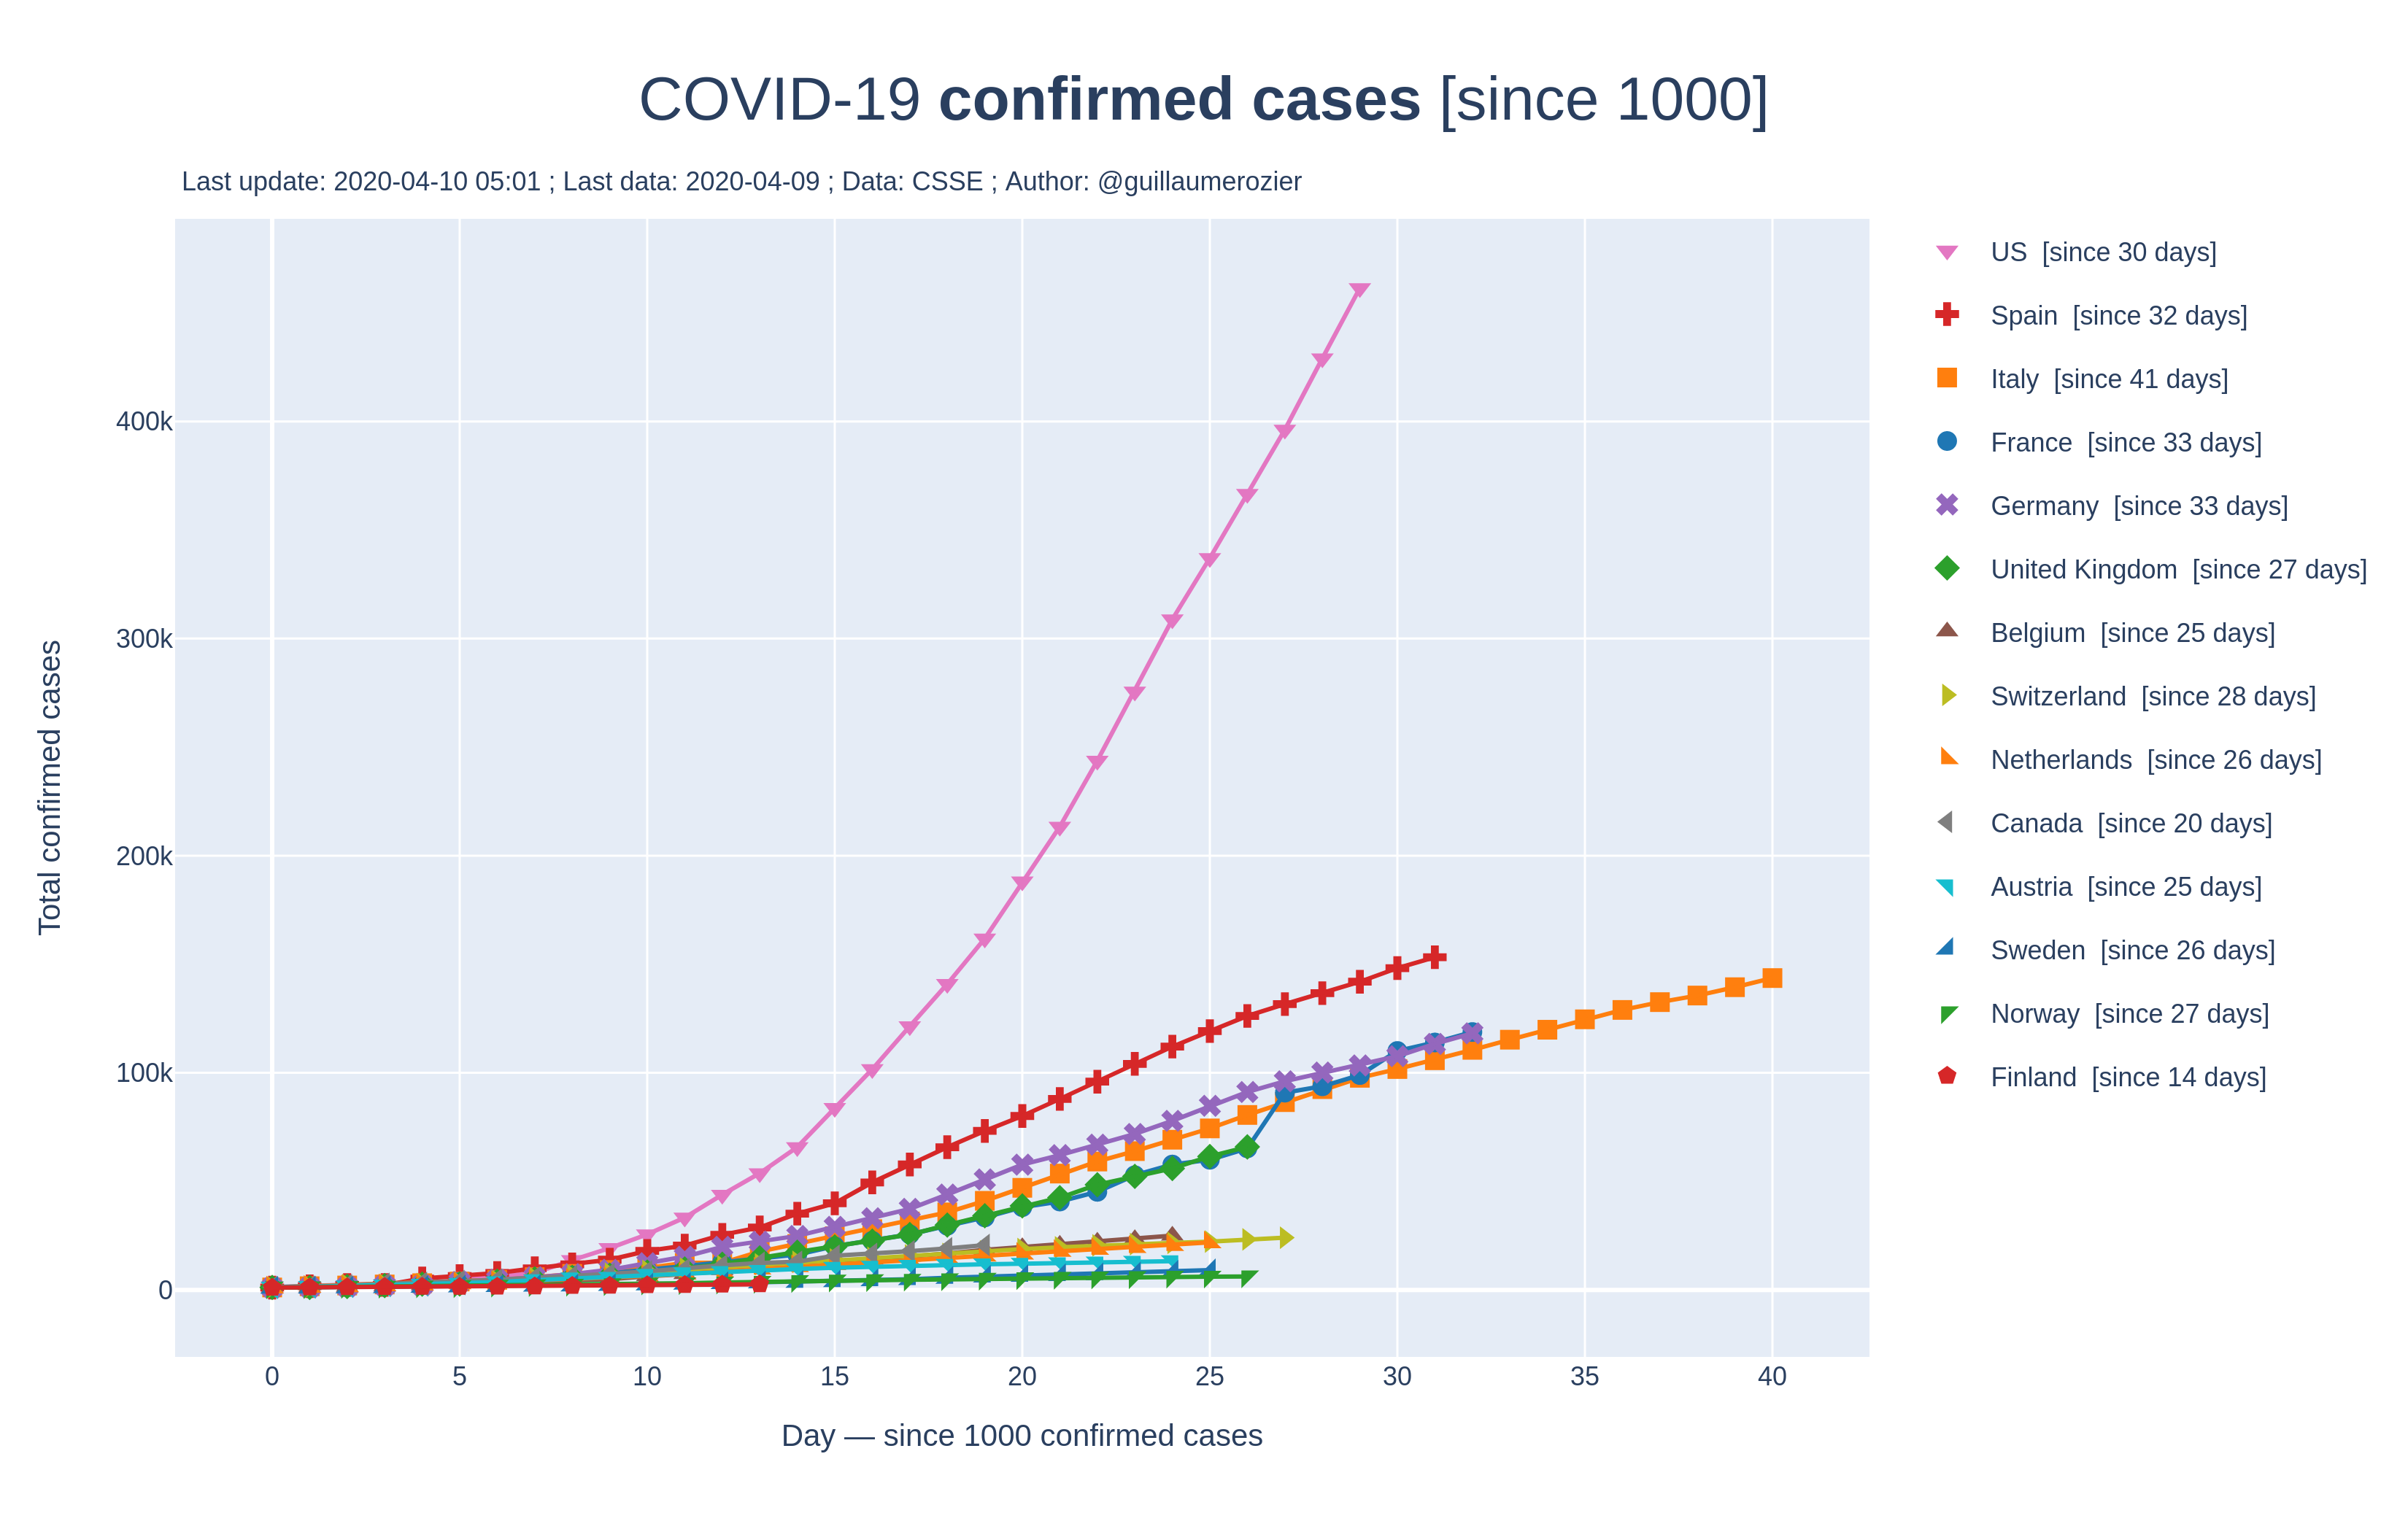 COVID-19 confirmed cases [since 1000]
Last update: 2020-04-10 05:01 ; Last data: 2020-04-09 ; Data: CSSE ; Author: @guillaumerozier
US [since 30 days]
Spain [since 32 days]
Italy [since 41 days]
France [since 33 days]
Germany [since 33 days]
United Kingdom [since 27 days]
Belgium [since 25 days]
Switzerland [since 28 days]
Netherlands [since 26 days]
Canada [since 20 days]
Austria [since 25 days]
Sweden [since 26 days]
Norway [since 27 days]
Finland [since 14 days]
Total confirmed cases
400k
300k
200k
100k
0
0 5 10 15 20 25 30 35 40
Day — since 1000 confirmed cases